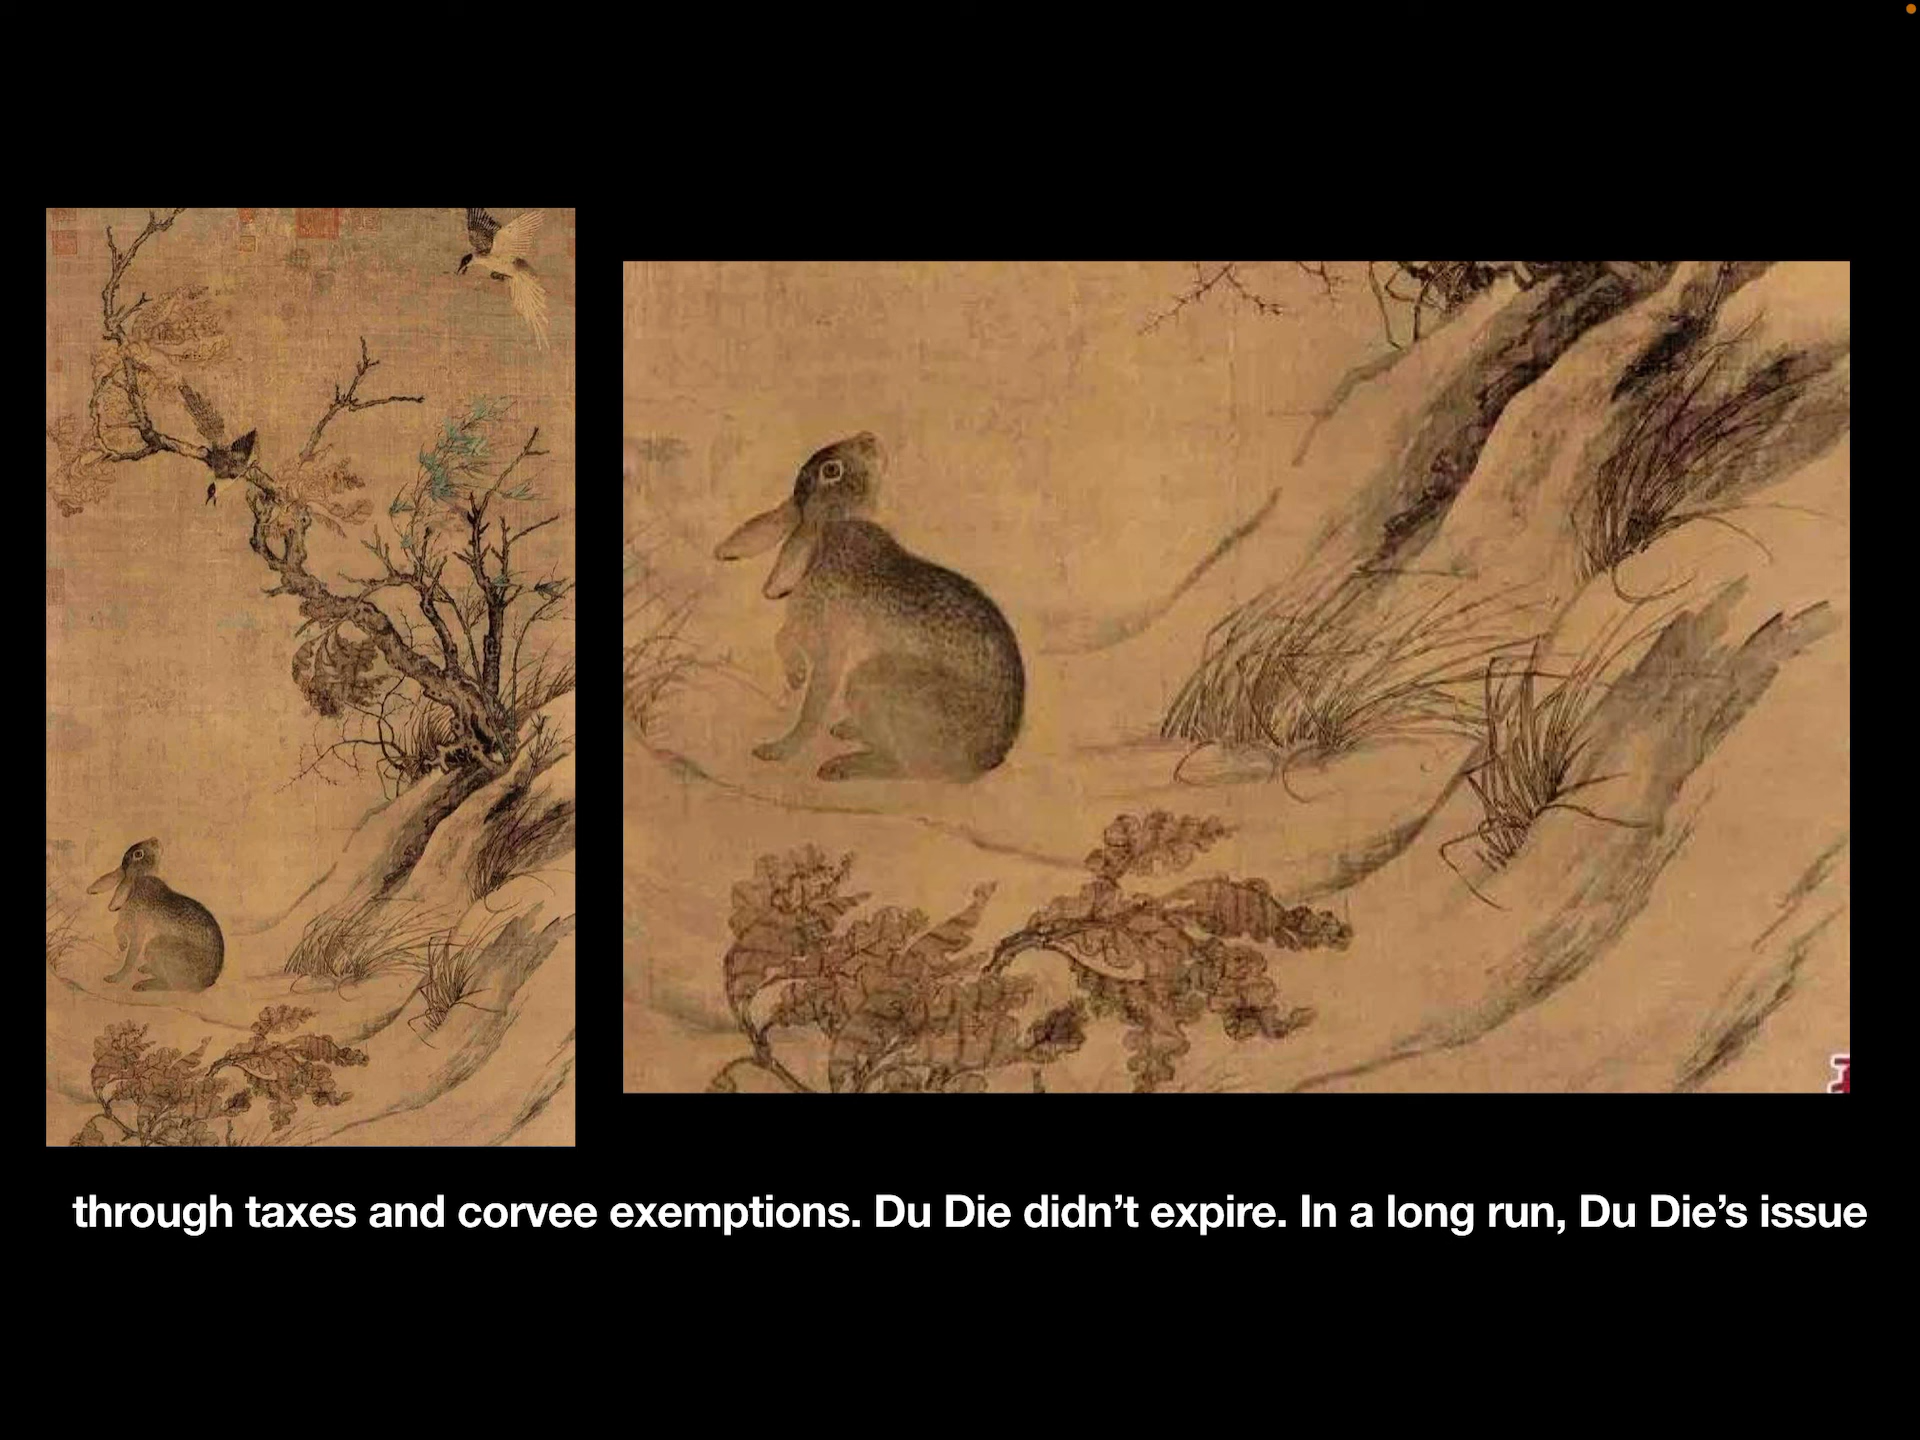 through taxes and corvee exemptions. Du Die didn’t expire. In a long run, Du Die’s issue